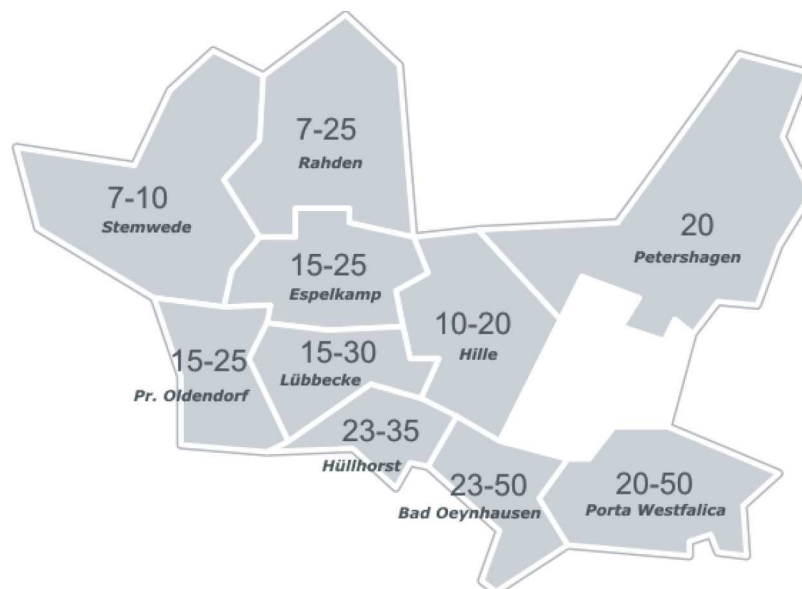 7-25
Rahden
7-10
Stemwede
20
Petershagen
15-25
Espelkamp
10-20
Hille
15-25
Pr. Oldendorf
15-30
Lübbecke
23-35
Hüllhorst
23-50
Bad Oeynhausen
20-50
Porta Westfalica